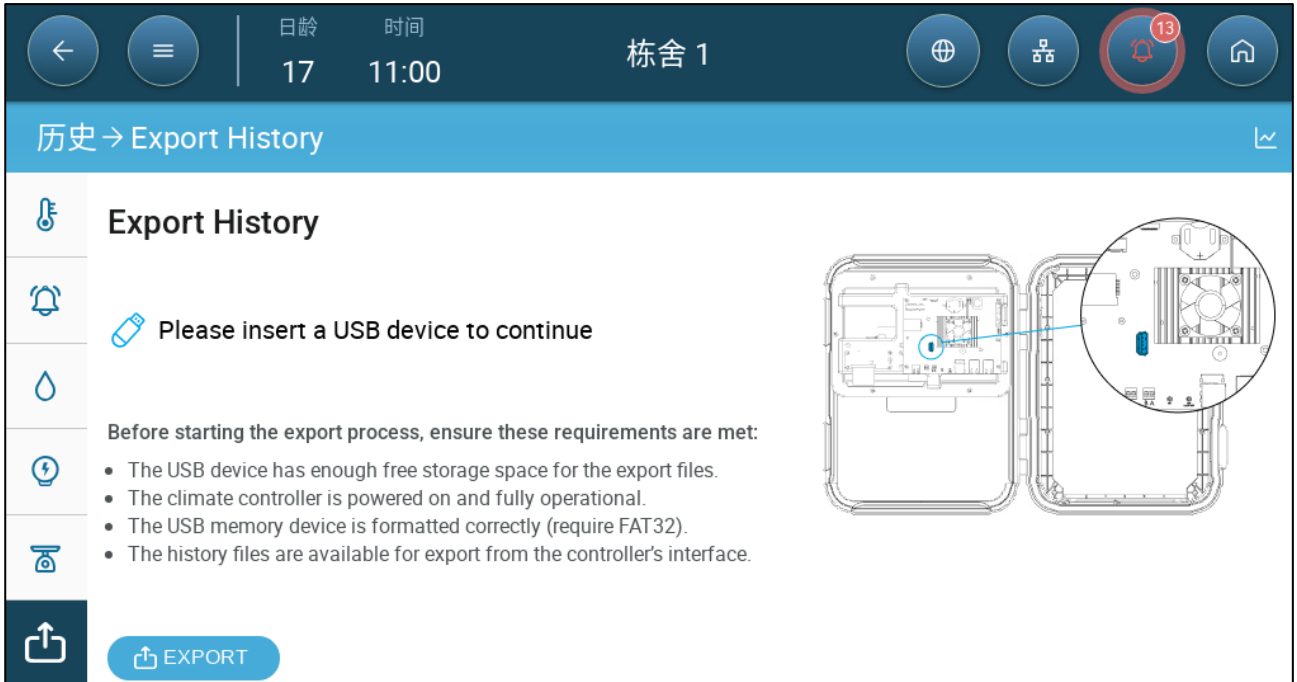 日龄 时间 13
17 11:00 栋舍 1
历史→Export History
Export History
Please insert a USB device to continue
Before starting the export process, ensure these requirements are met:
• The USB device has enough free storage space for the export files.
• The climate controller is powered on and fully operational.
• The USB memory device is formatted correctly (require FAT32).
• The history files are available for export from the controller’s interface.
EXPORT